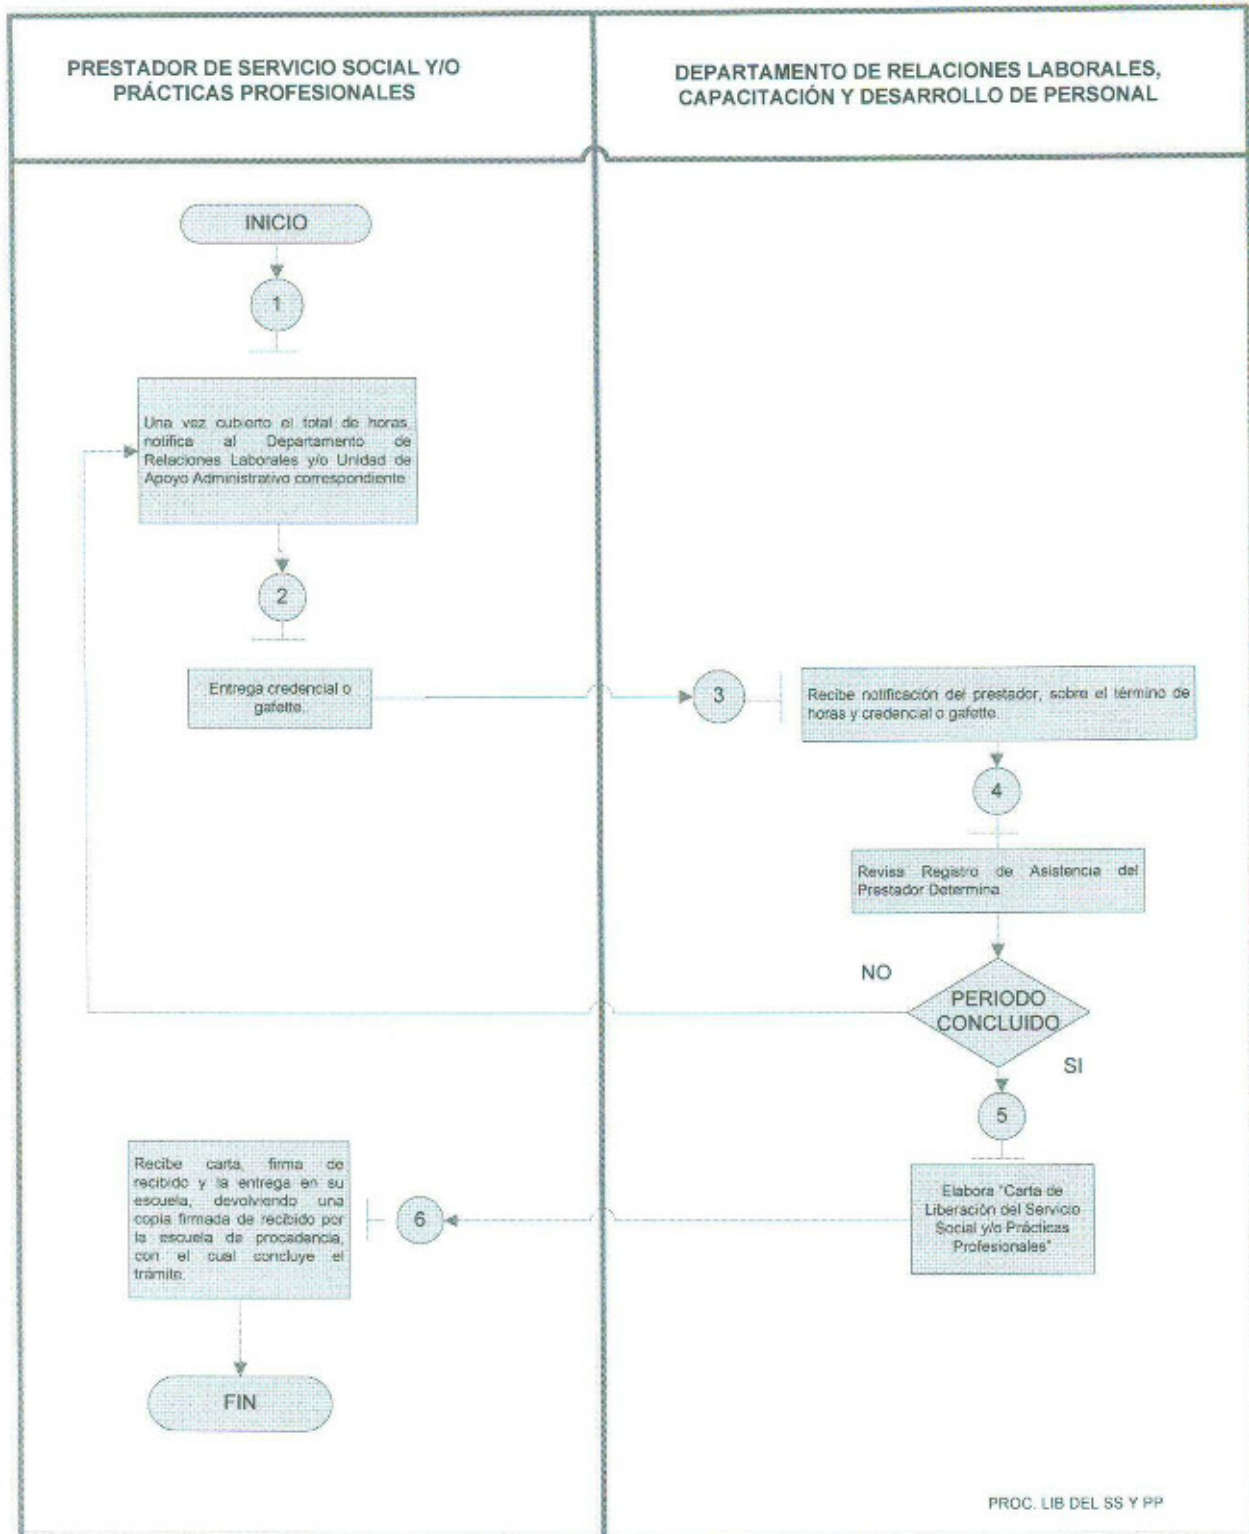 PRESTADOR DE SERVICIO SOCIAL Y/O
PRÁCTICAS PROFESIONALES
DEPARTAMENTO DE RELACIONES LABORALES,
CAPACITACIÓN Y DESARROLLO DE PERSONAL
INICIO
1
Una vez cubierto el total de horas,
notifica al Departamento de
Relaciones Laborales y/o Unidad de
Apoyo Administrativo correspondiente.
2
Entrega credencial o
gafette.
3
Recibe notificación del prestador, sobre el término de
horas y credencial o gafette.
4
Revisa Registro de Asistencia del
Prestador Determina.
NO
PERIODO
CONCLUIDO
SI
5
Elabora "Carta de
Liberación del Servicio
Social y/o Prácticas
Profesionales"
6
Recibe carta, firma de
recibido y la entrega en su
escuela, devolviendo una
copia firmada de recibido por
la escuela de procedencia,
con el cual concluye el
trámite.
FIN
PROC. LIB DEL SS Y PP